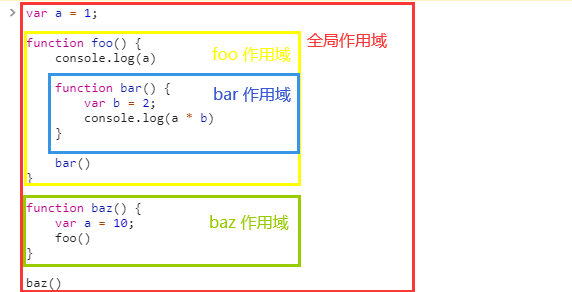 > var a = 1;
全局作用域
function foo() {
foo 作用域
console.log(a)
function bar() {
bar 作用域
var b = 2;
console.log(a * b)
}
bar()
}
function baz() {
baz 作用域
var a = 10;
foo()
}
baz()